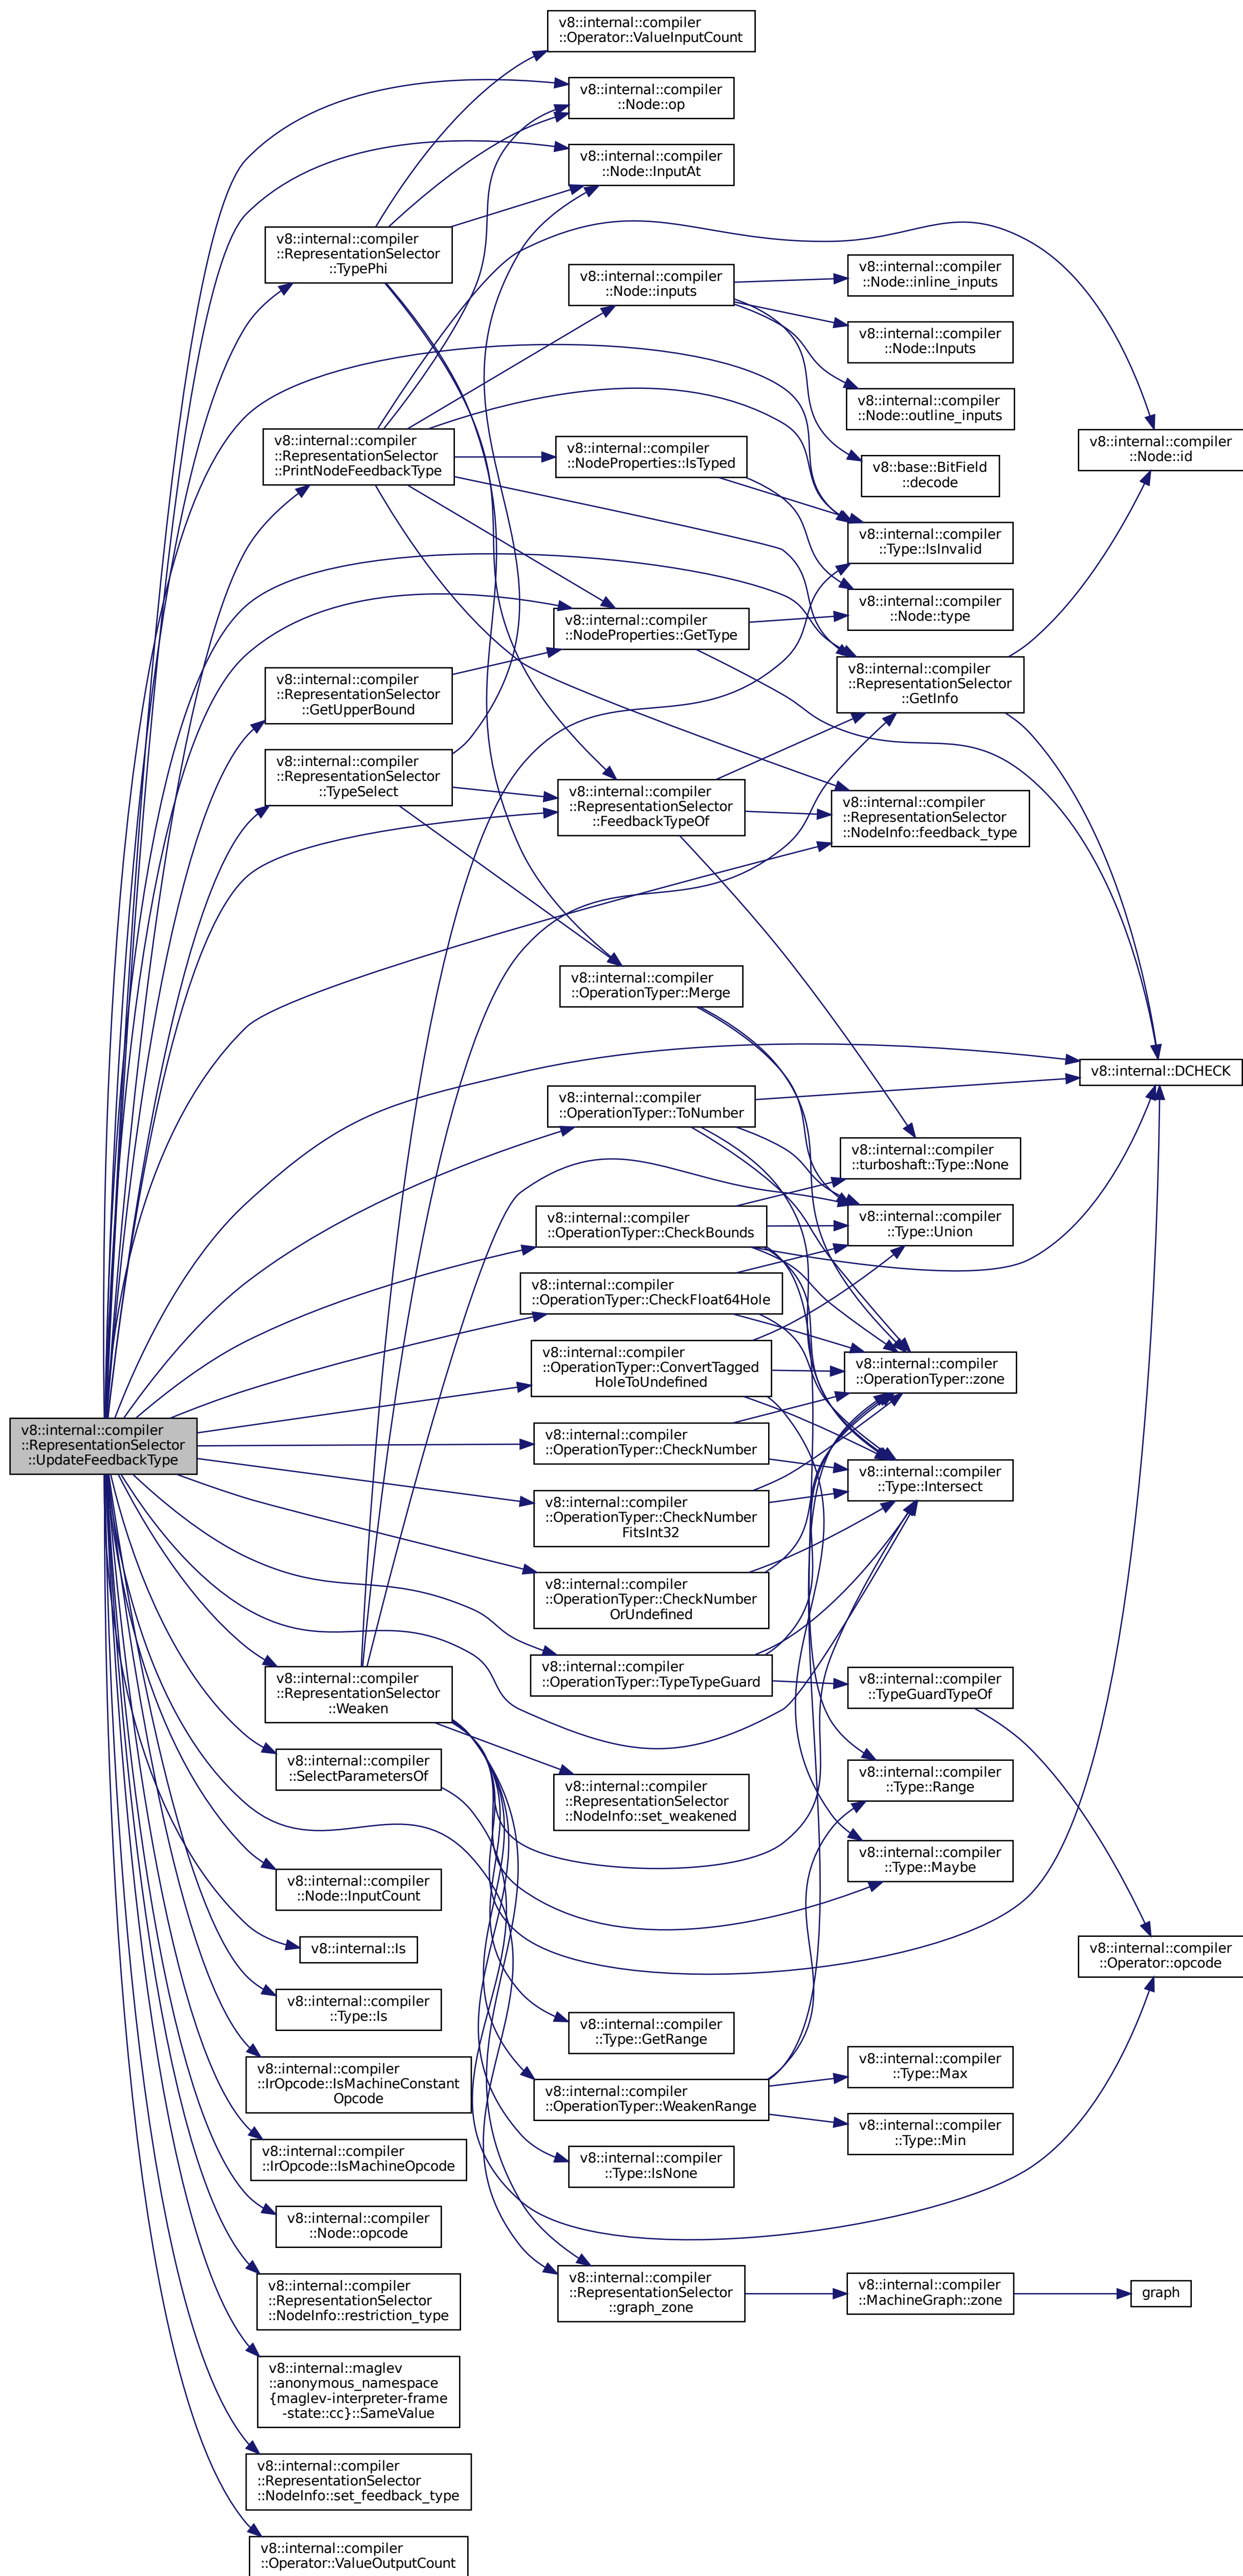 v8::internal::compiler
::Operator::ValueInputCount
v8::internal::compiler
::Node::op
v8::internal::compiler
::Node::InputAt
v8::internal::compiler
::RepresentationSelector
::TypePhi
v8::internal::compiler
::Node::inputs
v8::internal::compiler
::Node::inline_inputs
v8::internal::compiler
::Node::Inputs
v8::internal::compiler
::Node::outline_inputs
v8::internal::compiler
::Node::id
v8::internal::compiler
::RepresentationSelector
::PrintNodeFeedbackType
v8::internal::compiler
::NodeProperties::IsTyped
v8::base::BitField
::decode
v8::internal::compiler
::Type::IsInvalid
v8::internal::compiler
::Node::type
v8::internal::compiler
::NodeProperties::GetType
v8::internal::compiler
::RepresentationSelector
::GetInfo
v8::internal::compiler
::RepresentationSelector
::GetUpperBound
v8::internal::compiler
::RepresentationSelector
::TypeSelect
v8::internal::compiler
::RepresentationSelector
::FeedbackTypeOf
v8::internal::compiler
::RepresentationSelector
::NodeInfo::feedback_type
v8::internal::compiler
::OperationTyper::Merge
v8::internal::DCHECK
v8::internal::compiler
::OperationTyper::ToNumber
v8::internal::compiler
::turboshaft::Type::None
v8::internal::compiler
::OperationTyper::CheckBounds
v8::internal::compiler
::Type::Union
v8::internal::compiler
::OperationTyper::CheckFloat64Hole
v8::internal::compiler
::OperationTyper::ConvertTagged
HoleToUndefined
v8::internal::compiler
::OperationTyper::zone
v8::internal::compiler
::RepresentationSelector
::UpdateFeedbackType
v8::internal::compiler
::OperationTyper::CheckNumber
v8::internal::compiler
::Type::Intersect
v8::internal::compiler
::OperationTyper::CheckNumber
FitsInt32
v8::internal::compiler
::OperationTyper::CheckNumber
OrUndefined
v8::internal::compiler
::OperationTyper::TypeTypeGuard
v8::internal::compiler
::TypeGuardTypeOf
v8::internal::compiler
::RepresentationSelector
::Weaken
v8::internal::compiler
::SelectParametersOf
v8::internal::compiler
::RepresentationSelector
::NodeInfo::set_weakened
v8::internal::compiler
::Type::Range
v8::internal::compiler
::Type::Maybe
v8::internal::compiler
::Node::InputCount
v8::internal::Is
v8::internal::compiler
::Operator::opcode
v8::internal::compiler
::Type::Is
v8::internal::compiler
::Type::GetRange
v8::internal::compiler
::IrOpcode::IsMachineConstant
Opcode
v8::internal::compiler
::OperationTyper::WeakenRange
v8::internal::compiler
::Type::Max
v8::internal::compiler
::Type::Min
v8::internal::compiler
::IrOpcode::IsMachineOpcode
v8::internal::compiler
::Type::IsNone
v8::internal::compiler
::Node::opcode
v8::internal::compiler
::RepresentationSelector
::NodeInfo::restriction_type
v8::internal::compiler
::RepresentationSelector
::graph_zone
v8::internal::compiler
::MachineGraph::zone
graph
v8::internal::maglev
::anonymous_namespace
{maglev-interpreter-frame
-state::cc}::SameValue
v8::internal::compiler
::RepresentationSelector
::NodeInfo::set_feedback_type
v8::internal::compiler
::Operator::ValueOutputCount